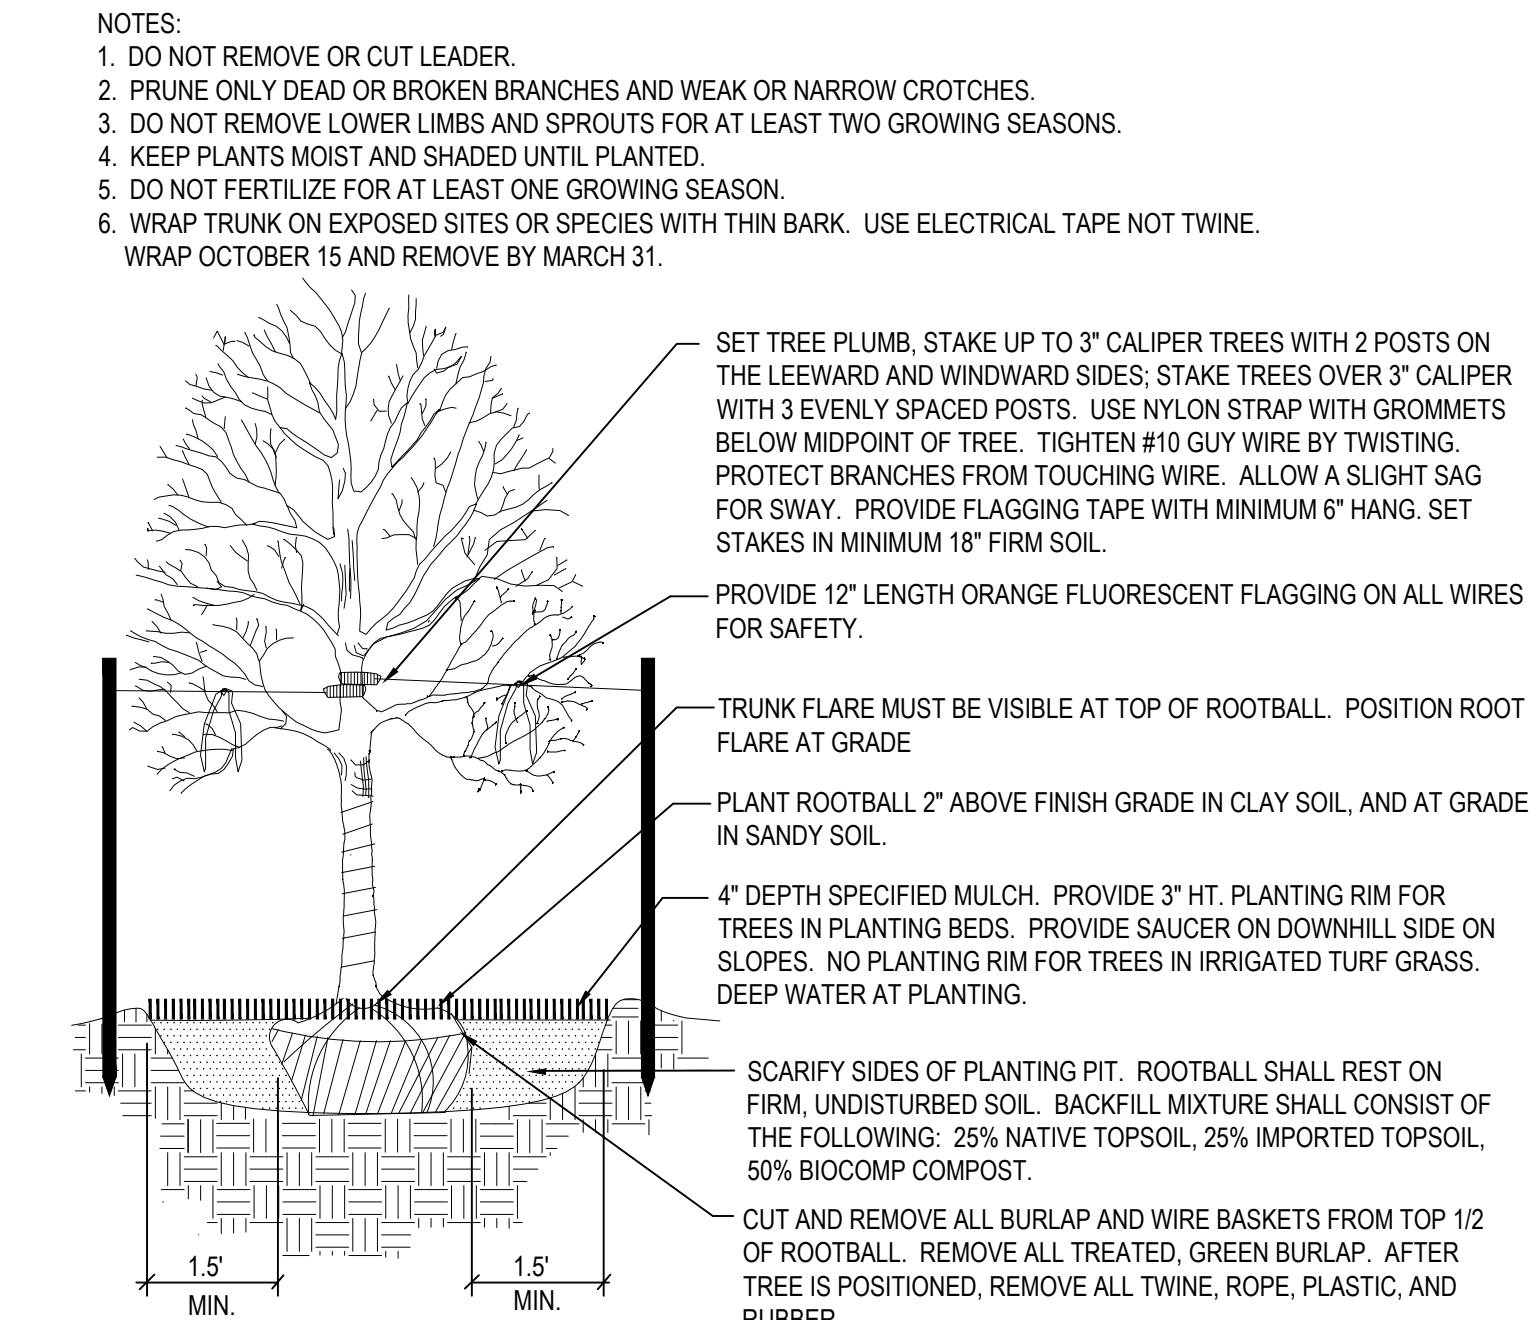 NOTES:
1. DO NOT REMOVE OR CUT LEADER.
2. PRUNE ONLY DEAD OR BROKEN BRANCHES AND WEAK OR NARROW CROTCHES.
3. DO NOT REMOVE LOWER LIMBS AND SPROUTS FOR AT LEAST TWO GROWING SEASONS.
4. KEEP PLANTS MOIST AND SHADED UNTIL PLANTED.
5. DO NOT FERTILIZE FOR AT LEAST ONE GROWING SEASON.
6. WRAP TRUNK ON EXPOSED SITES OR SPECIES WITH THIN BARK. USE ELECTRICAL TAPE NOT TWINE.
WRAP OCTOBER 15 AND REMOVE BY MARCH 31.
SET TREE PLUMB, STAKE UP TO 3" CALIPER TREES WITH 2 POSTS ON
THE LEEWARD AND WINDWARD SIDES; STAKE TREES OVER 3" CALIPER
WITH 3 EVENLY SPACED POSTS. USE NYLON STRAP WITH GROMMETS
BELOW MIDPOINT OF TREE. TIGHTEN #10 GUY WIRE BY TWISTING.
PROTECT BRANCHES FROM TOUCHING WIRE. ALLOW A SLIGHT SAG
FOR SWAY. PROVIDE FLAGGING TAPE WITH MINIMUM 6" HANG. SET
STAKES IN MINIMUM 18" FIRM SOIL.
PROVIDE 12" LENGTH ORANGE FLUORESCENT FLAGGING ON ALL WIRES
FOR SAFETY.
TRUNK FLARE MUST BE VISIBLE AT TOP OF ROOTBALL. POSITION ROOT
FLARE AT GRADE
PLANT ROOTBALL 2" ABOVE FINISH GRADE IN CLAY SOIL, AND AT GRADE
IN SANDY SOIL.
4" DEPTH SPECIFIED MULCH. PROVIDE 3" HT. PLANTING RIM FOR
TREES IN PLANTING BEDS. PROVIDE SAUCER ON DOWNHILL SIDE ON
SLOPES. NO PLANTING RIM FOR TREES IN IRRIGATED TURF GRASS.
DEEP WATER AT PLANTING.
SCARIFY SIDES OF PLANTING PIT. ROOTBALL SHALL REST ON
FIRM, UNDISTURBED SOIL. BACKFILL MIXTURE SHALL CONSIST OF
THE FOLLOWING: 25% NATIVE TOPSOIL, 25% IMPORTED TOPSOIL,
50% BIOCOMP COMPOST.
CUT AND REMOVE ALL BURLAP AND WIRE BASKETS FROM TOP 1/2
OF ROOTBALL. REMOVE ALL TREATED, GREEN BURLAP. AFTER
TREE IS POSITIONED, REMOVE ALL TWINE, ROPE, PLASTIC, AND
RUBBER
1.5'
MIN.
1.5'
MIN.